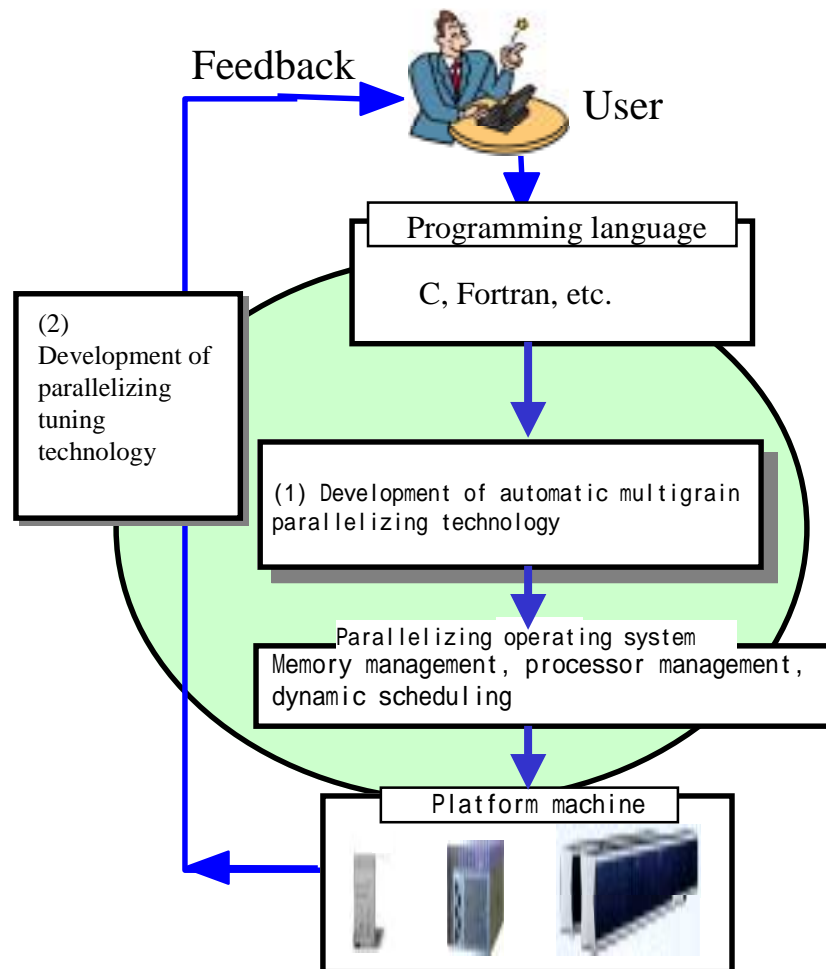 Feedback
User
Programming language
C, Fortran, etc.
(2)
Development of
parallelizing
tuning
technology
(1) Development of automatic multigrain
parallelizing technology
Parallelizing operating system
Memory management, processor management,
dynamic scheduling
Platform machine